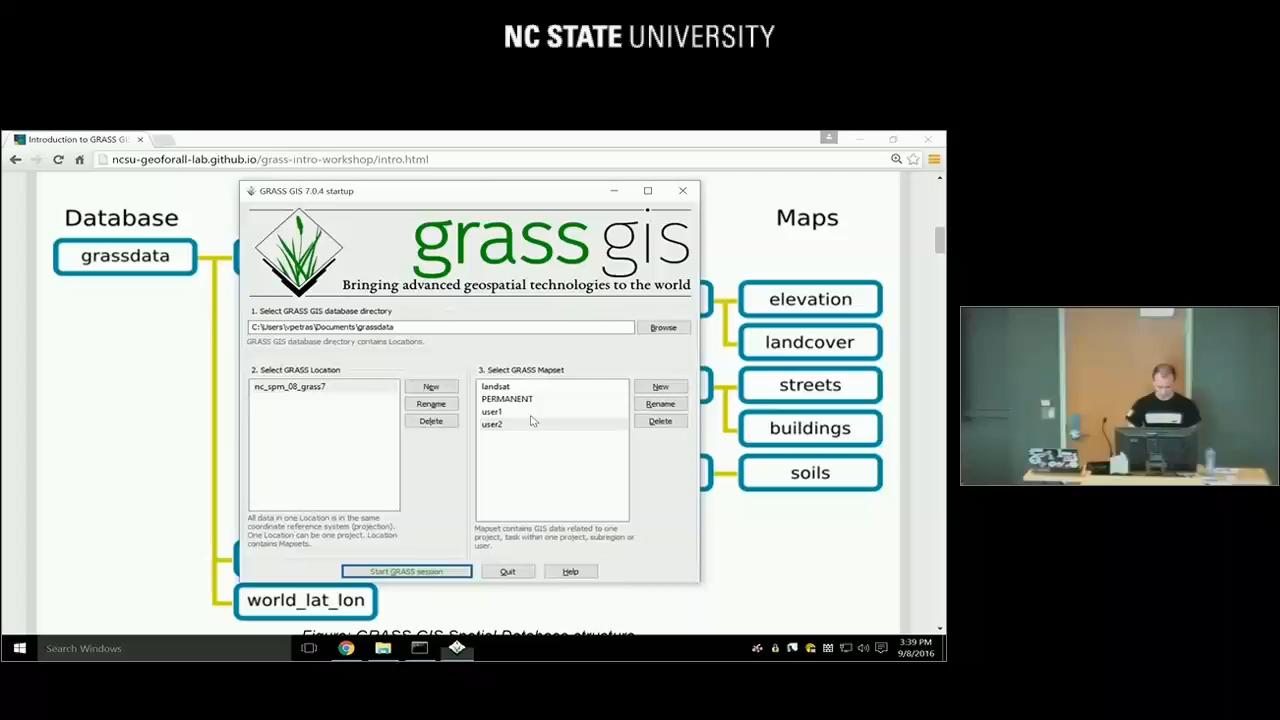 NC STATE UNIVERSITY
Introduction to GRASS GI
ncsu-geoforall-lab.github.io/grass-intro-workshop/intro.html
GRASS GIS 7.0.4 startup
Database
Maps
grassdata
grass gis
Bringing advanced geospatial technologies to the world
elevation
landcover
streets
buildings
soils
1. Select GRASS GIS database directory
C:\Users\vpetras\Documents\grassdata
Browse
GRASS GIS database directory contains Locations.
2. Select GRASS Location
3. Select GRASS Mapset
nc_spm_08_grass7
New
Rename
Delete
landsat
PERMANENT
user1
user2
New
Rename
Delete
All data in one Location is in the same
coordinate reference system (projection).
One Location can be one project. Location
contains Mapsets.
Mapset contains GIS data related to one
project, task within one project, subregion or
user.
Start GRASS session
Quit
Help
world_lat_lon
Figure: GRASS GIS Spatial Database structure
Search Windows
3:39 PM
9/8/2016